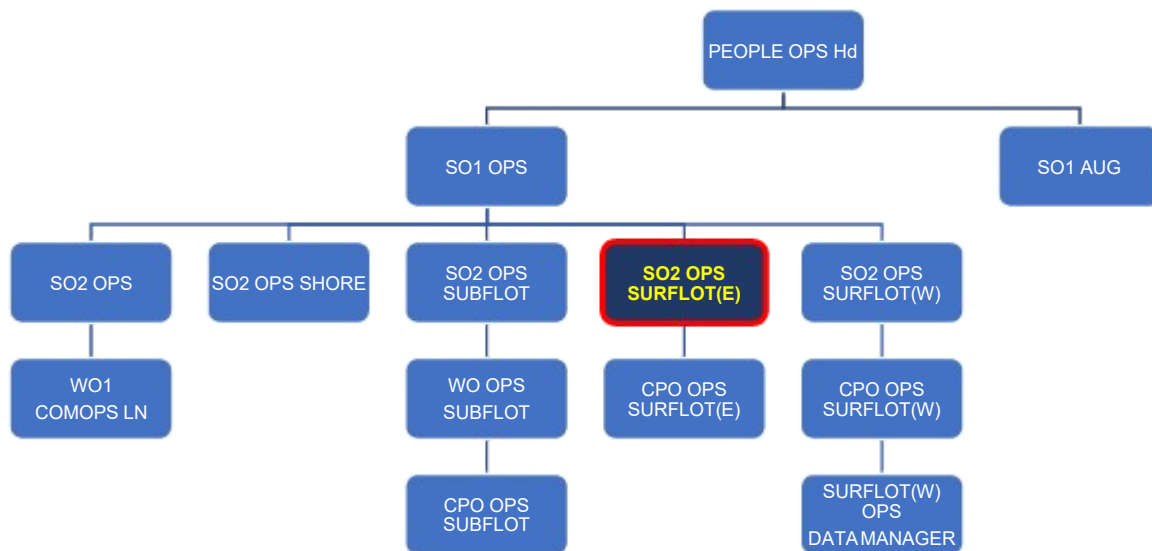 PEOPLE OPS Hd
SO1 OPS
SO1 AUG
SO2 OPS
SO2 OPS SHORE
SO2 OPS
SUBFLOT
SO2 OPS
SURFLOT(E)
SO2 OPS
SURFLOT(W)
WO1
COMOPS LN
WO OPS
SUBFLOT
CPO OPS
SURFLOT(E)
CPO OPS
SURFLOT(W)
CPO OPS
SUBFLOT
SURFLOT(W)
OPS
DATA MANAGER